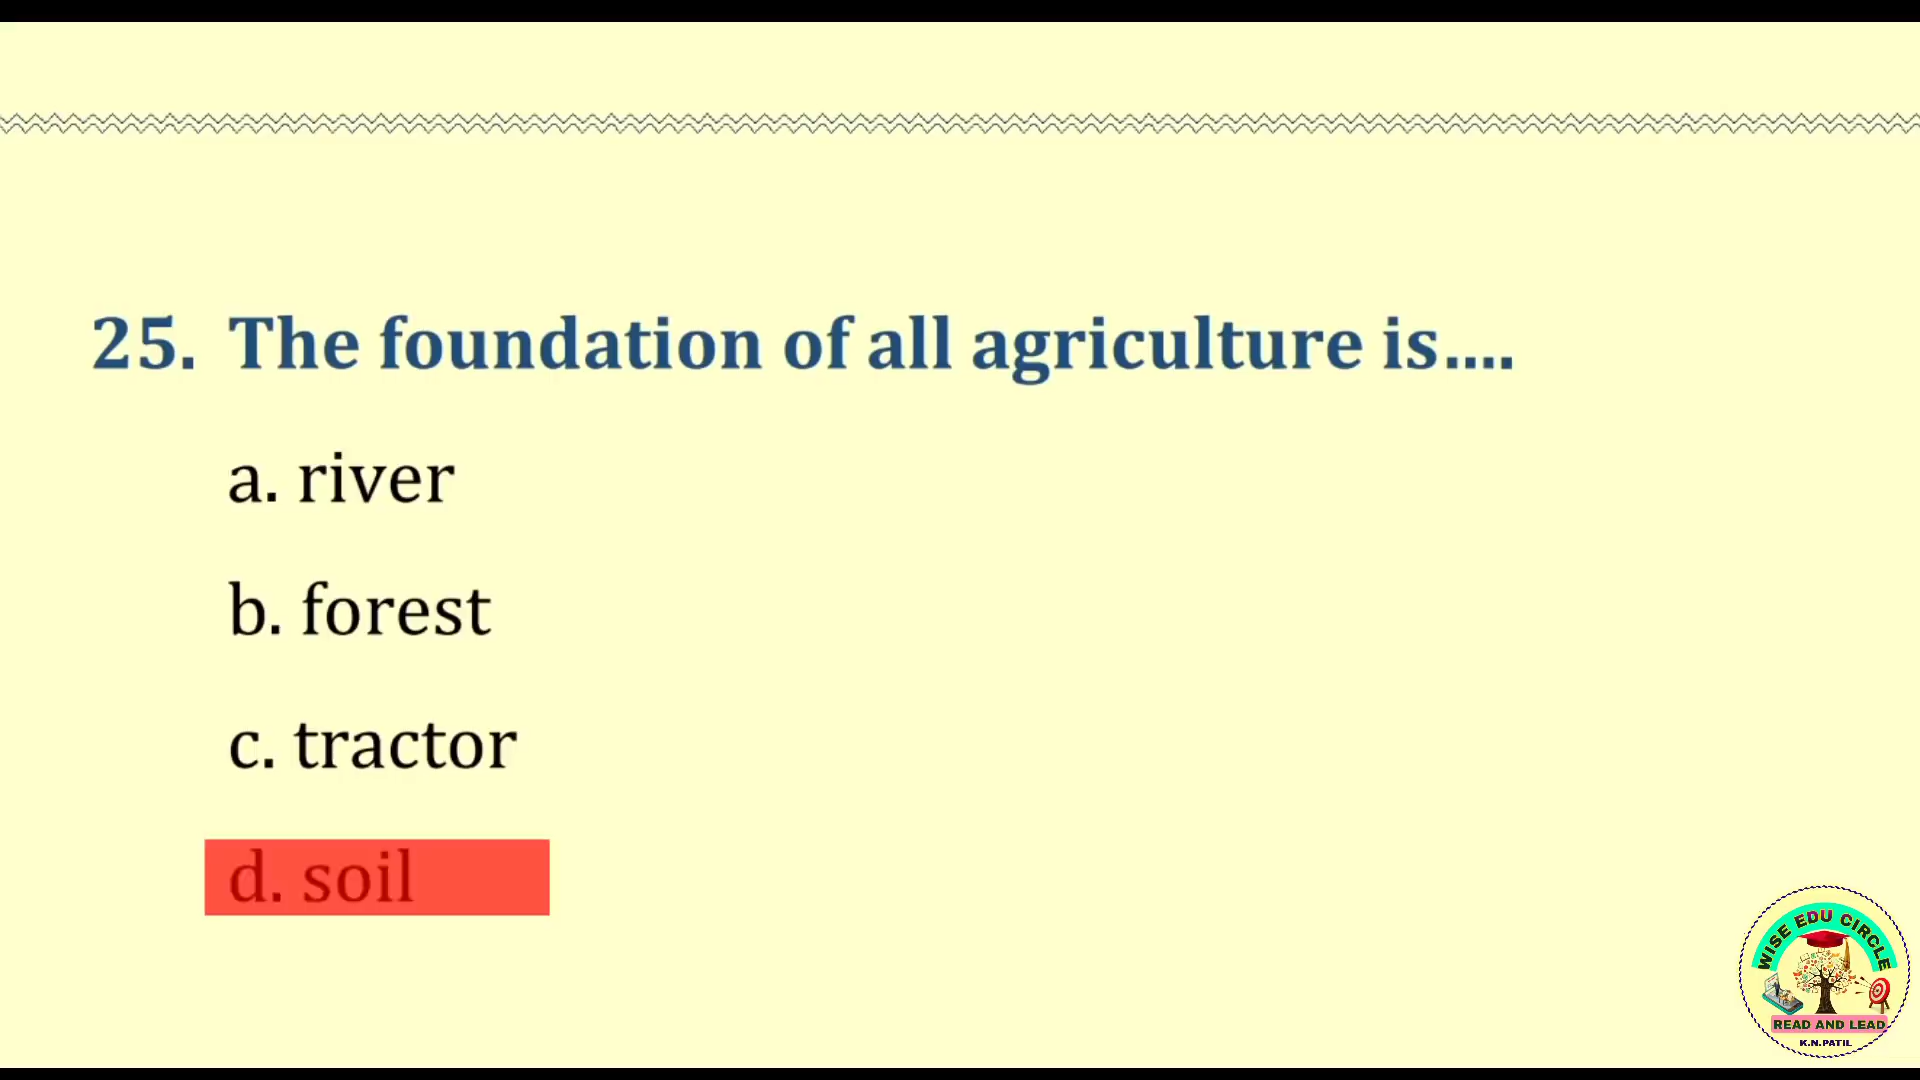 25. The foundation of all agriculture is....
a. river
b. forest
c. tractor
d. soil
WISE EDU CIRCLE
READ AND LEAD
K.N.PATIL